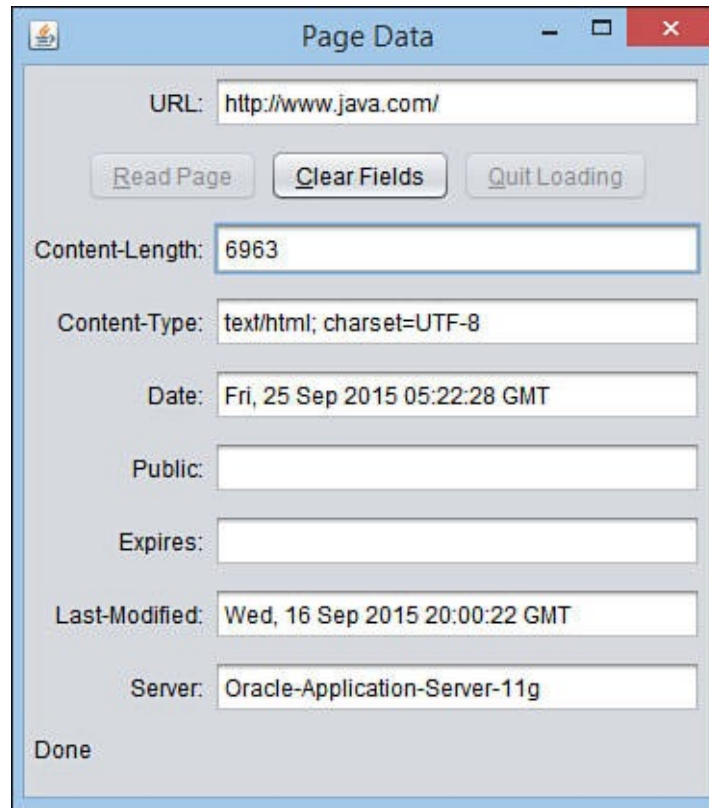 Page Data
URL: http://www.java.com/
Read Page Clear Fields Quit Loading
Content-Length: 6963
Content-Type: text/html; charset=UTF-8
Date: Fri, 25 Sep 2015 05:22:28 GMT
Public:
Expires:
Last-Modified: Wed, 16 Sep 2015 20:00:22 GMT
Server: Oracle-Application-Server-11g
Done